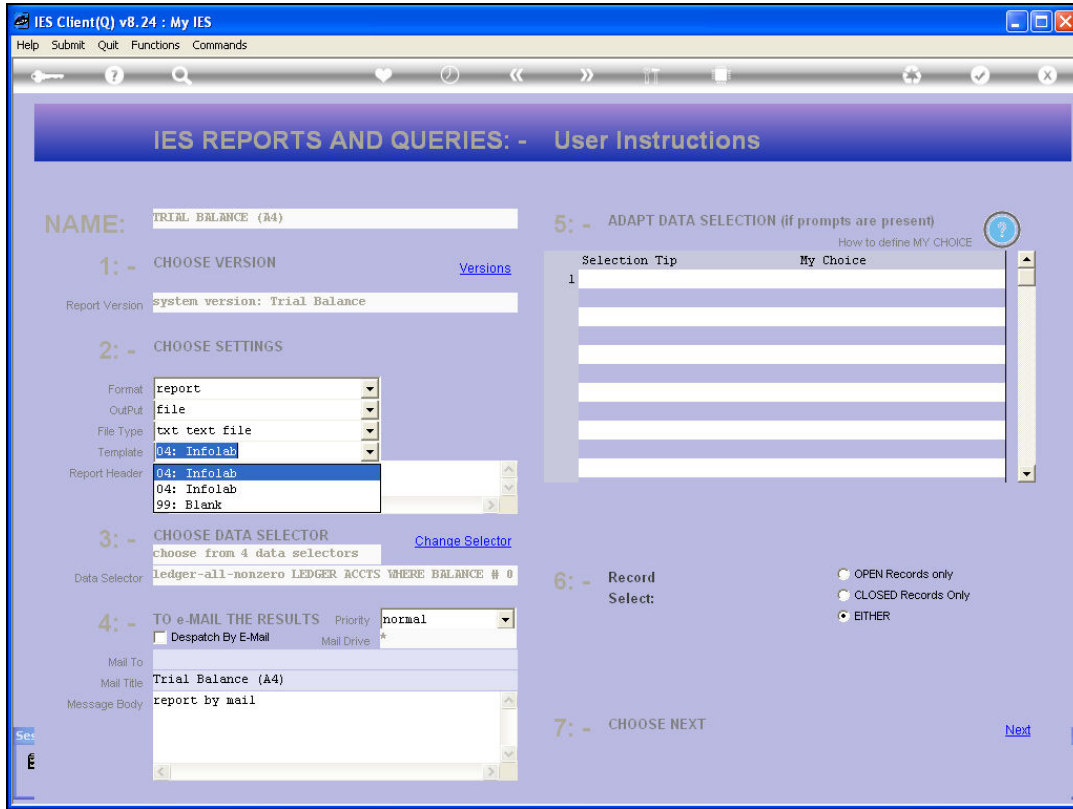 IES Client(Q) v8.24 : My IES
Help Submit Quit Functions Commands
IES REPORTS AND QUERIES: - User Instructions
NAME: TRIAL BALANCE (A4)
1: - CHOOSE VERSION Versions
Report Version system version: Trial Balance
2: - CHOOSE SETTINGS
Format report
OutPut file
File Type txt text file
Template 04: Infolab
Report Header 04: Infolab
04: Infolab
99: Blank
3: - CHOOSE DATA SELECTOR Change Selector
choose from 4 data selectors
Data Selector ledger-all-nonzero LEDGER ACCTS WHERE BALANCE # 0
4: - TO e-MAIL THE RESULTS Priority normal
Despatch By E-Mail Mail Drive *
Mail To
Mail Title Trial Balance (A4)
Message Body report by mail
5: - ADAPT DATA SELECTION (if prompts are present)
How to define MY CHOICE ?
Selection Tip My Choice
1
6: - Record Select:
OPEN Records only
CLOSED Records Only
EITHER
7: - CHOOSE NEXT Next
Ses